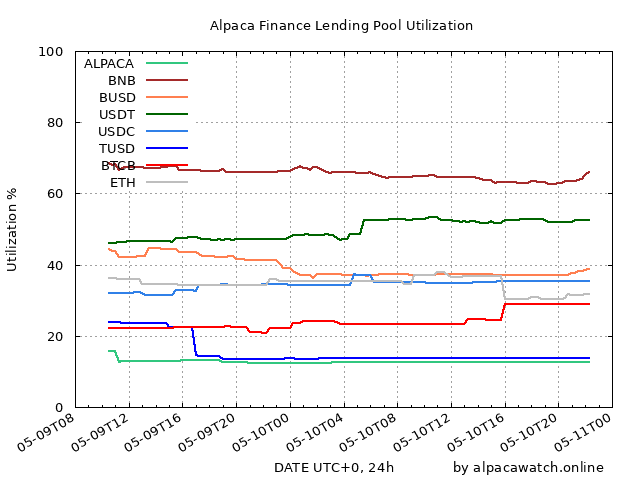 Alpaca Finance Lending Pool Utilization
100
80
60
40
20
0
Utilization %
ALPACA
BNB
BUSD
USDT
USDC
TUSD
BTCB
ETH
05-09T08
05-09T12
05-09T16
05-09T20
05-10T00
05-10T04
05-10T08
05-10T12
05-10T16
05-10T20
05-11T00
DATE UTC+0, 24h
by alpacawatch.online